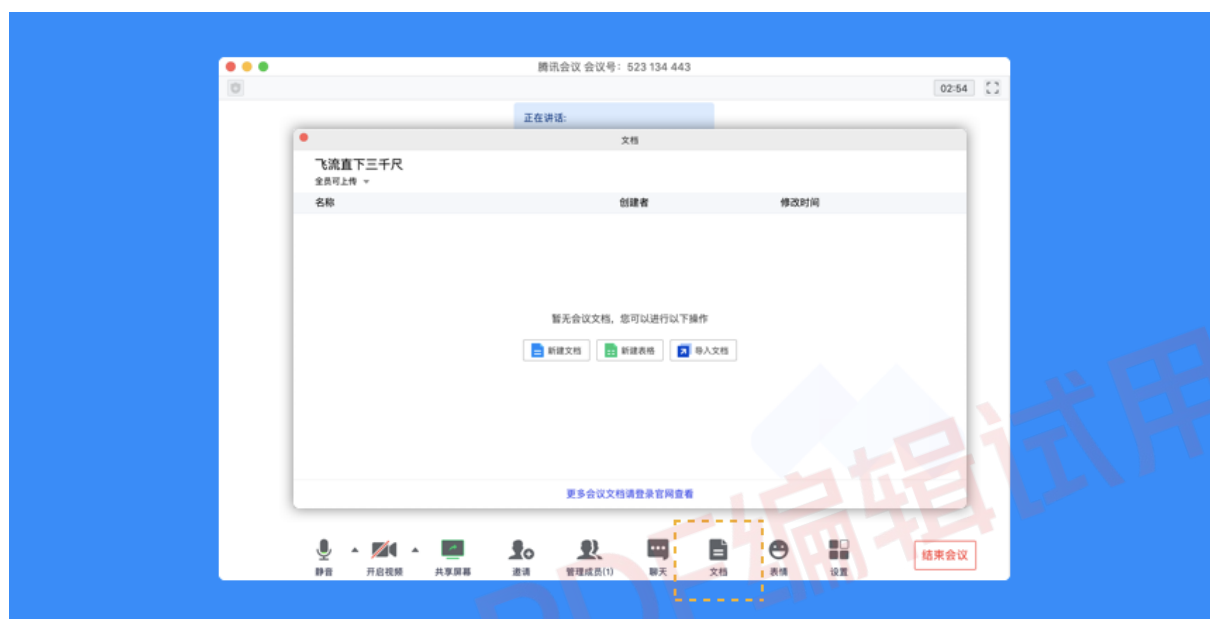 腾讯会议 会议号：523 134 443
02:54
正在讲话:
文档
飞流直下三千尺
全员可上传
名称 创建者 修改时间
暂无会议文档，您可以进行以下操作
新建文档 新建表格 导入文档
更多会议文档请登录官网查看
静音 开启视频 共享屏幕 邀请 管理成员(1) 聊天 文档 表情 设置 结束会议
PDF编辑试用